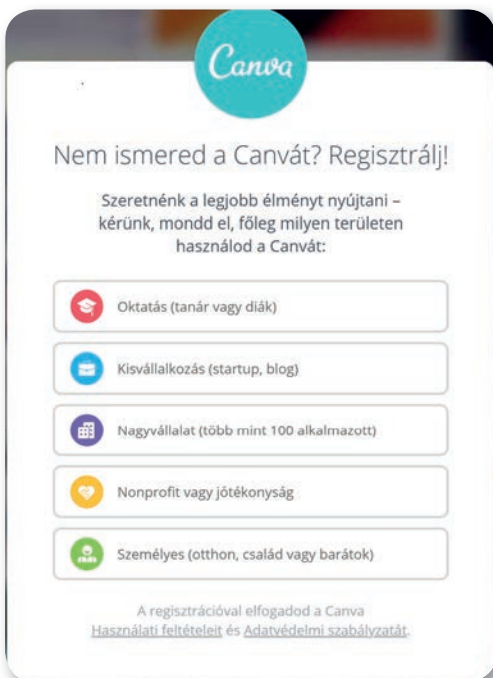 Canva
Nem ismered a Canvát? Regisztrálj!
Szeretnénk a legjobb élményt nyújtani –
kérünk, mondd el, főleg milyen területen
használod a Canvát:
Oktatás (tanár vagy diák)
Kisvállalkozás (startup, blog)
Nagyvállalat (több mint 100 alkalmazott)
Nonprofit vagy jótékonyság
Személyes (otthon, család vagy barátok)
A regisztrációval elfogadod a Canva
Használati feltételeit és Adatvédelmi szabályzatát.